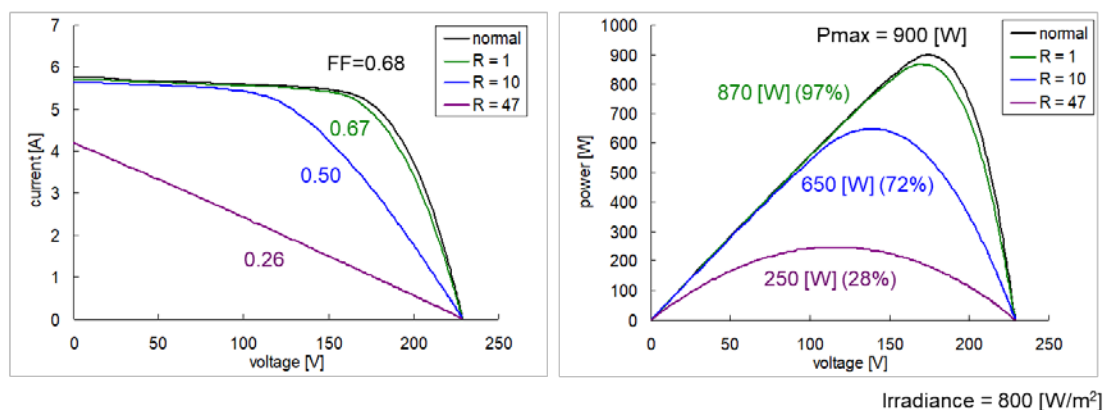 7
6
5
4
3
2
1
0
current [A]
0
50
100
150
200
250
voltage [V]
FF=0.68
0.67
0.50
0.26
normal
R = 1
R = 10
R = 47
1000
900
800
700
600
500
400
300
200
100
0
power [W]
0
50
100
150
200
250
voltage [V]
Pmax = 900 [W]
870 [W] (97%)
650 [W] (72%)
250 [W] (28%)
normal
R = 1
R = 10
R = 47
Irradiance = 800 [W/m²]